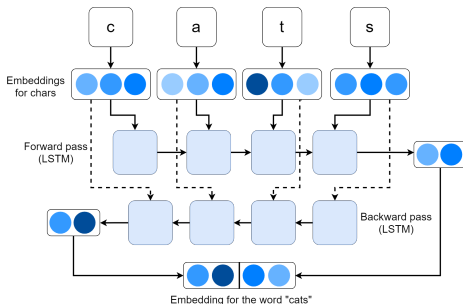 c a t s
Embeddings
for chars
Forward pass
(LSTM)
Backward pass
(LSTM)
Embedding for the word "cats"